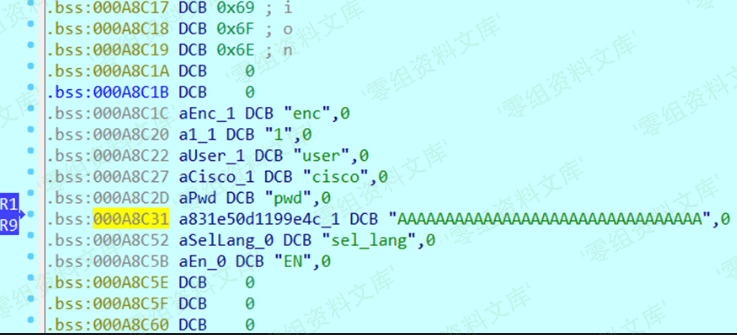 .bss:000A8C17 DCB 0x69 ; i
.bss:000A8C18 DCB 0x6F ; o
.bss:000A8C19 DCB 0x6E ; n
.bss:000A8C1A DCB 0
.bss:000A8C1B DCB 0
.bss:000A8C1C aEnc_1 DCB "enc",0
.bss:000A8C20 a1_1 DCB "1",0
.bss:000A8C22 aUser_1 DCB "user",0
.bss:000A8C27 aCisco_1 DCB "cisco",0
.bss:000A8C2D aPwd DCB "pwd",0
R1
R9
.bss:000A8C31 a831e50d1199e4c_1 DCB "AAAAAAAAAAAAAAAAAAAAAAAAAAAAAAAA",0
.bss:000A8C52 aSelLang_0 DCB "sel_lang",0
.bss:000A8C5B aEn_0 DCB "EN",0
.bss:000A8C5E DCB 0
.bss:000A8C5F DCB 0
.bss:000A8C60 DCB 0
'零组资料文库'